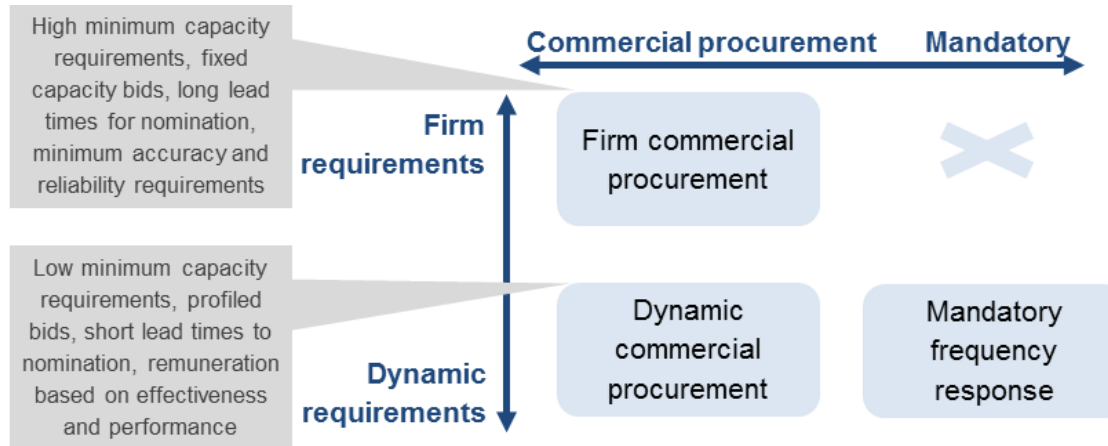 High minimum capacity
requirements, fixed
capacity bids, long lead
times for nomination,
minimum accuracy and
reliability requirements
Commercial procurement
Mandatory
Firm
requirements
Firm commercial
procurement
Low minimum capacity
requirements, profiled
bids, short lead times to
nomination, remuneration
based on effectiveness
and performance
Dynamic
requirements
Dynamic
commercial
procurement
Mandatory
frequency
response